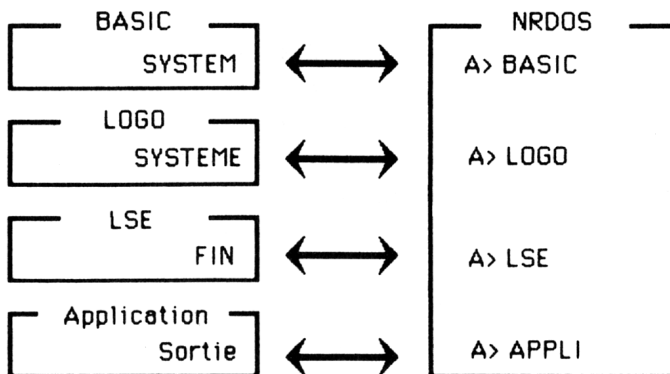 BASIC
SYSTEM
LOGO
SYSTEME
LSE
FIN
Application
Sortie
NRDOS
A> BASIC
A> LOGO
A> LSE
A> APPLI